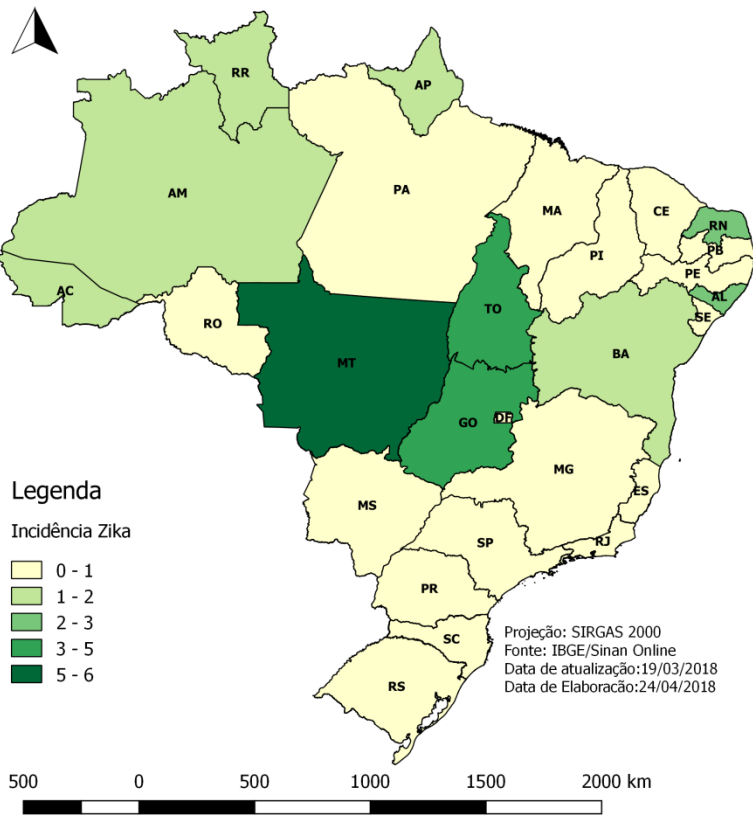 RR
AP
AM
PA
MA
CE
RN
PB
PI
PE
AL
SE
AC
RO
TO
BA
MT
GO
DF
MG
ES
MS
SP
RJ
PR
SC
RS
Legenda
Incidência Zika
0 - 1
1 - 2
2 - 3
3 - 5
5 - 6
Projeção: SIRGAS 2000
Fonte: IBGE/Sinan Online
Data de atualização:19/03/2018
Data de Elaboracão:24/04/2018
500 0 500 1000 1500 2000 km